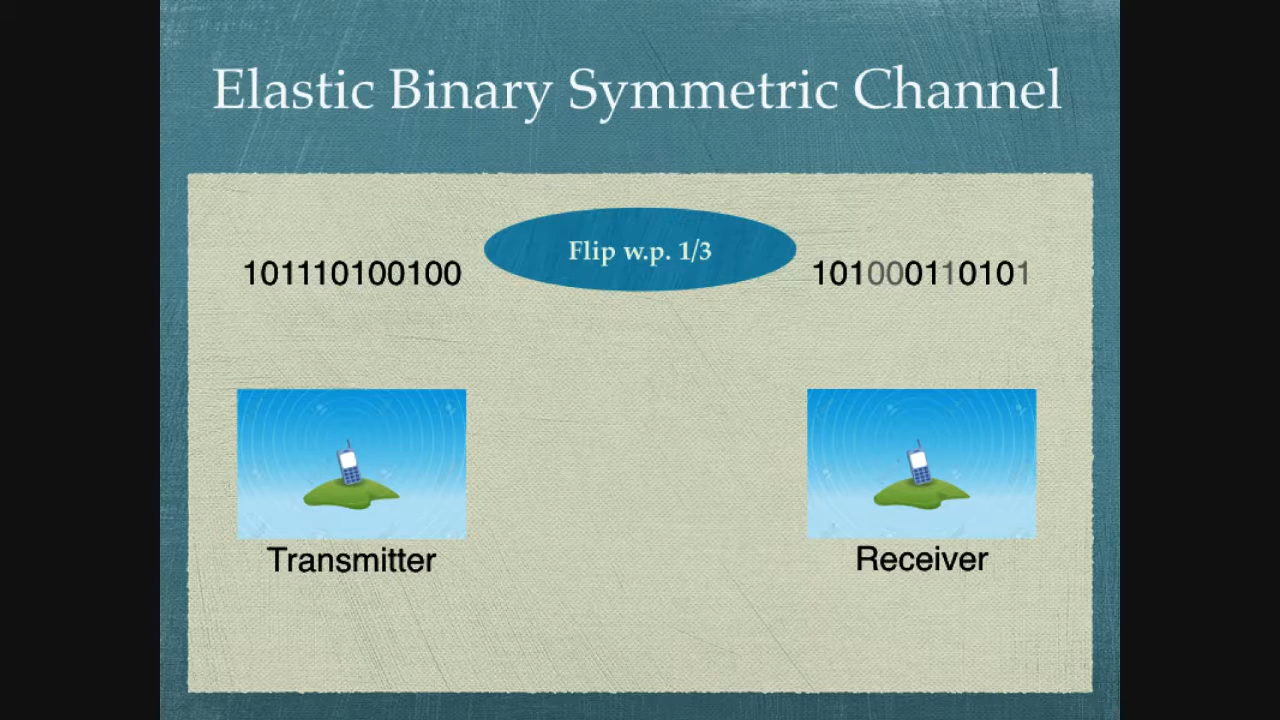 Elastic Binary Symmetric Channel
Flip w.p. 1/3
101110100100
101000110101
Transmitter
Receiver